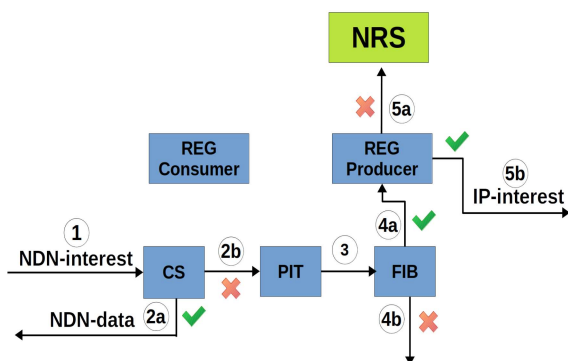 NRS
5a
REG
Consumer
REG
Producer
5b
IP-interest
4a
1
NDN-interest
2b
3
CS
PIT
FIB
NDN-data
2a
4b